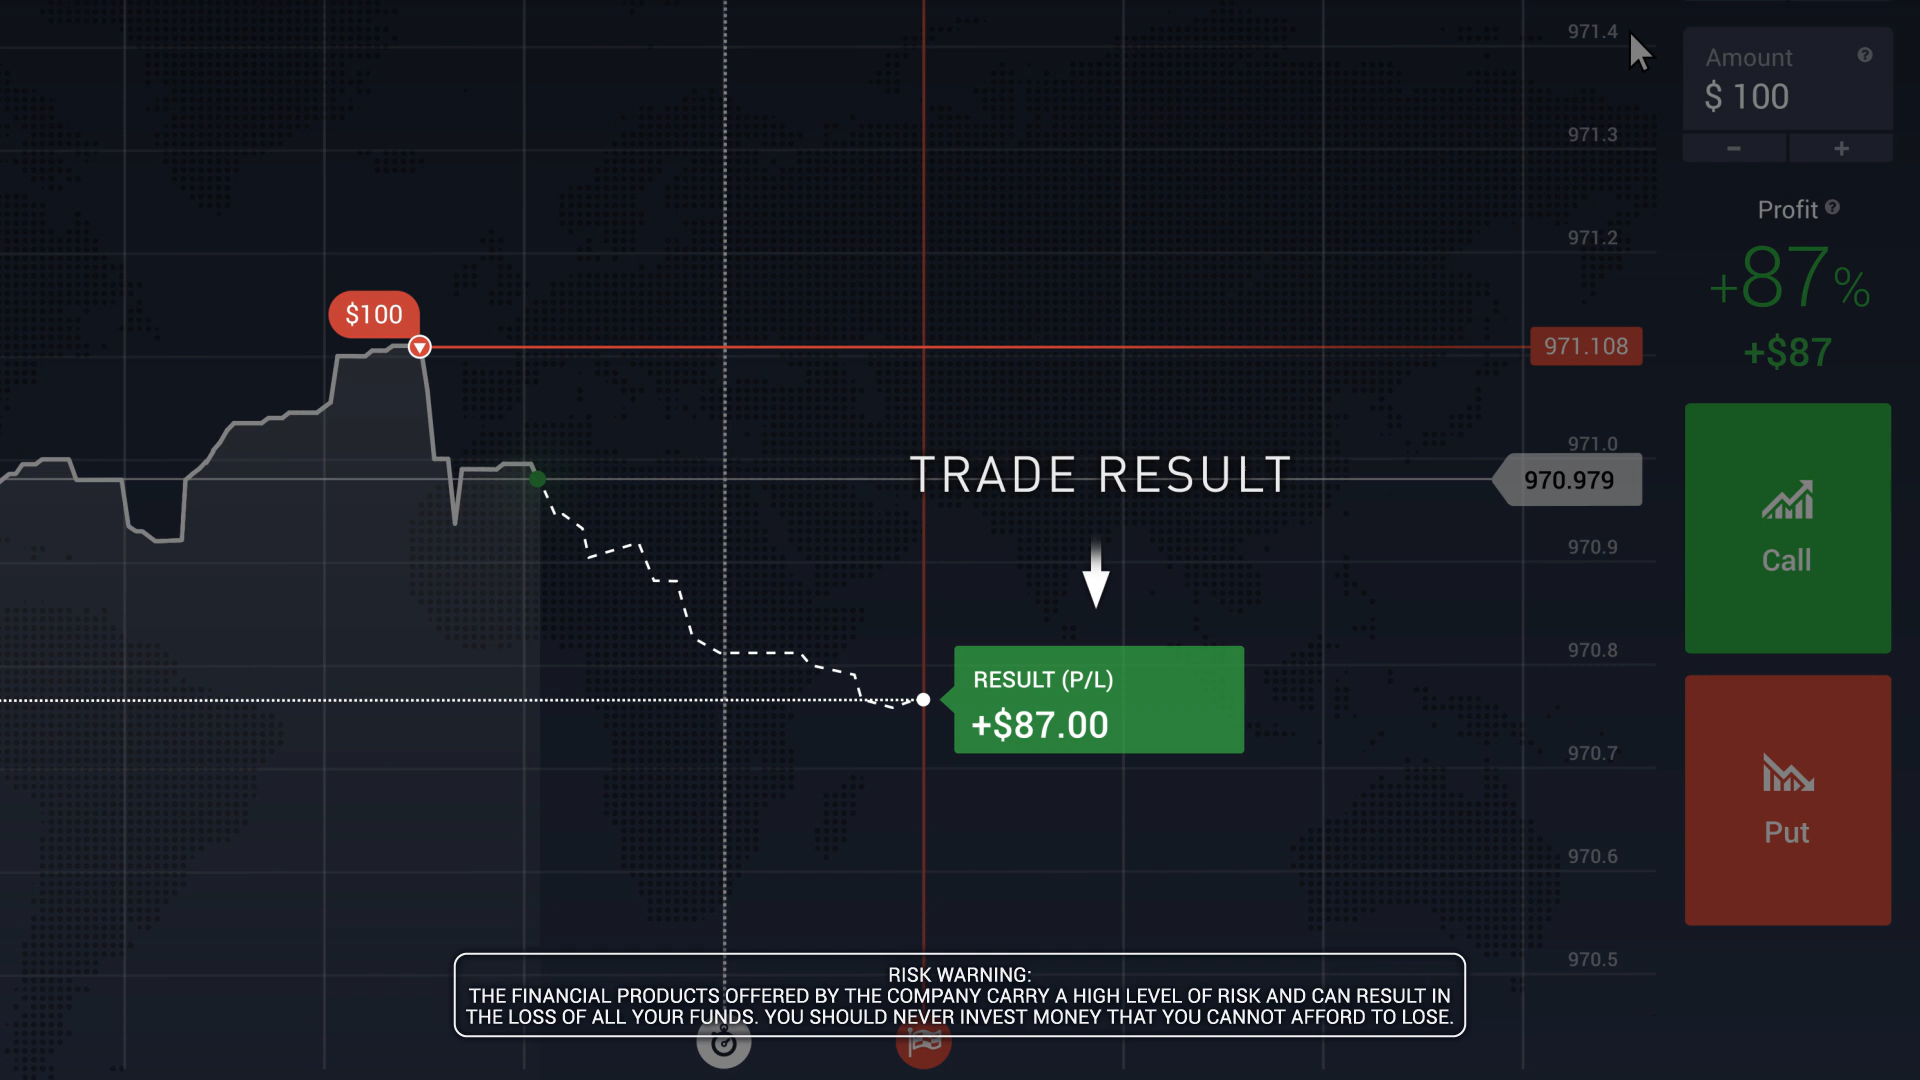 971.4
Amount
$ 100
971.3
- +
Profit
971.2
+87%
$100
971.108
+$87
971.0
TRADE RESULT
970.979
970.9
Call
970.8
RESULT (P/L)
+$87.00
970.7
Put
970.6
970.5
RISK WARNING:
THE FINANCIAL PRODUCTS OFFERED BY THE COMPANY CARRY A HIGH LEVEL OF RISK AND CAN RESULT IN
THE LOSS OF ALL YOUR FUNDS. YOU SHOULD NEVER INVEST MONEY THAT YOU CANNOT AFFORD TO LOSE.